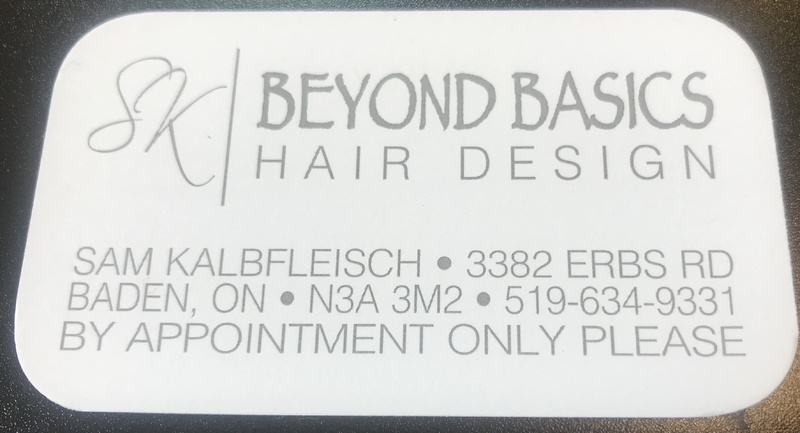 SK
BEYOND BASICS
HAIR DESIGN
SAM KALBFLEISCH • 3382 ERBS RD
BADEN, ON • N3A 3M2 • 519-634-9331
BY APPOINTMENT ONLY PLEASE